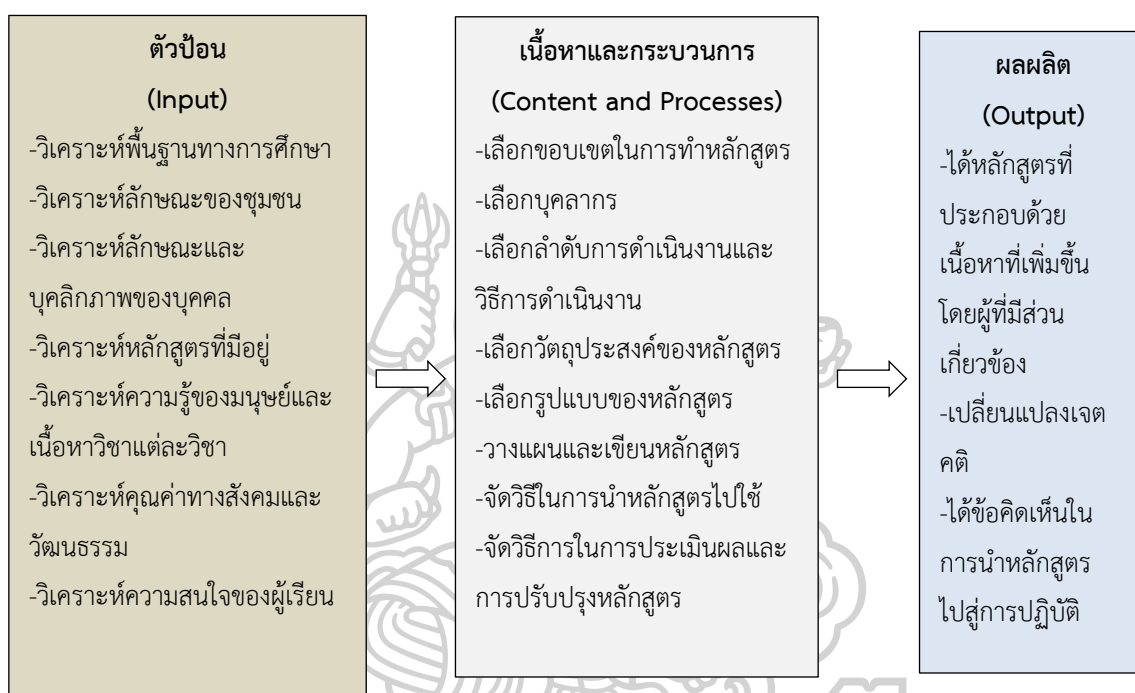 ตัวป้อน
(Input)
-วิเคราะห์พื้นฐานทางการศึกษา
-วิเคราะห์ลักษณะของชุมชน
-วิเคราะห์ลักษณะและ
บุคลิกภาพของบุคคล
-วิเคราะห์หลักสูตรที่มีอยู่
-วิเคราะห์ความรู้ของมนุษย์และ
เนื้อหาวิชาแต่ละวิชา
-วิเคราะห์คุณค่าทางสังคมและ
วัฒนธรรม
-วิเคราะห์ความสนใจของผู้เรียน
เนื้อหาและกระบวนการ
(Content and Processes)
-เลือกขอบเขตในการทำหลักสูตร
-เลือกบุคลากร
-เลือกลำดับการดำเนินงานและ
วิธีการดำเนินงาน
-เลือกวัตถุประสงค์ของหลักสูตร
-เลือกรูปแบบของหลักสูตร
-วางแผนและเขียนหลักสูตร
-จัดวิธีในการนำหลักสูตรไปใช้
-จัดวิธีการในการประเมินผลและ
การปรับปรุงหลักสูตร
ผลผลิต
(Output)
-ได้หลักสูตรที่
ประกอบด้วย
เนื้อหาที่เพิ่มขึ้น
โดยผู้ที่มีส่วน
เกี่ยวข้อง
-เปลี่ยนแปลงเจต
คติ
-ได้ข้อคิดเห็นใน
การนำหลักสูตร
ไปสู่การปฏิบัติ